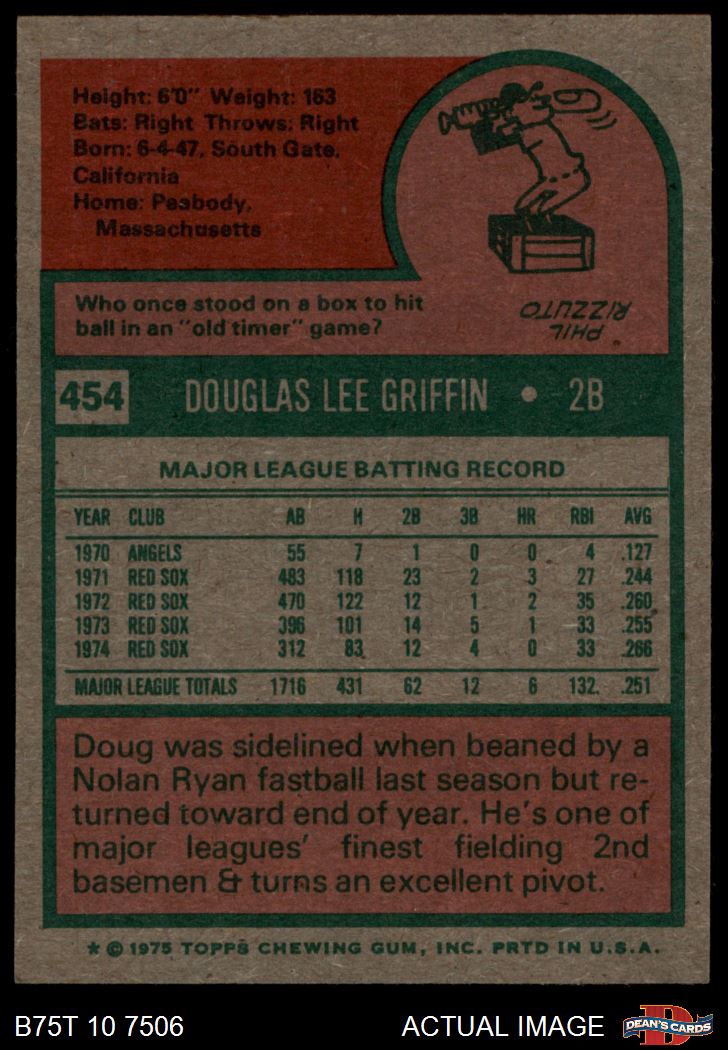 Height: 6'0" Weight: 163
Bats: Right Throws: Right
Born: 6-4-47, South Gate,
California
Home: Peabody,
Massachusetts
Who once stood on a box to hit
ball in an "old timer" game?
PHIL
RIZZUTO
454 DOUGLAS LEE GRIFFIN • 2B
MAJOR LEAGUE BATTING RECORD
YEAR CLUB AB H 2B 3B HR RBI AVG
1970 ANGELS 55 7 1 0 0 4 .127
1971 RED SOX 483 118 23 2 3 27 .244
1972 RED SOX 470 122 12 1 2 35 .260
1973 RED SOX 396 101 14 5 1 33 .255
1974 RED SOX 312 83 12 4 0 33 .266
MAJOR LEAGUE TOTALS 1716 431 62 12 6 132. .251
Doug was sidelined when beaned by a
Nolan Ryan fastball last season but re-
turned toward end of year. He's one of
major leagues' finest fielding 2nd
basemen & turns an excellent pivot.
* © 1975 TOPPS CHEWING GUM, INC. PRTD IN U.S.A.
B75T 10 7506 ACTUAL IMAGE
D
DEAN'S CARDS